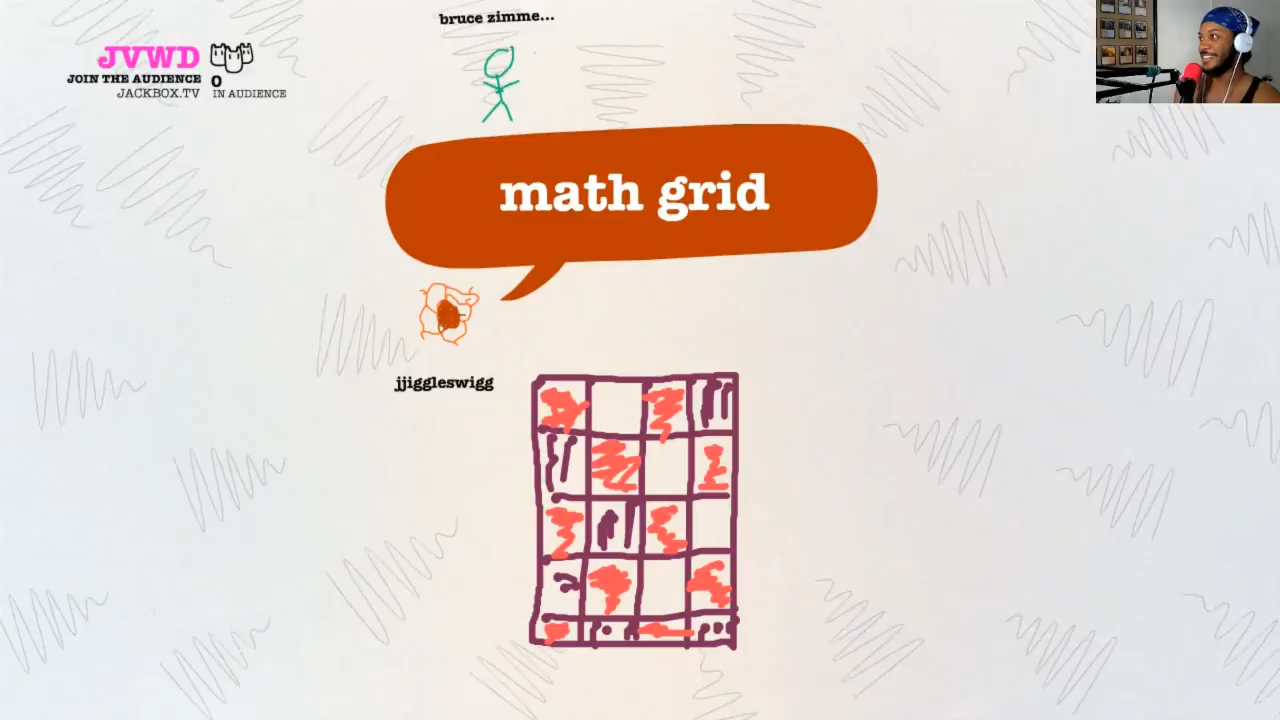 bruce zimme...
JVWD
JOIN THE AUDIENCE
JACKBOX.TV
0
IN AUDIENCE
math grid
jjiggleswigg